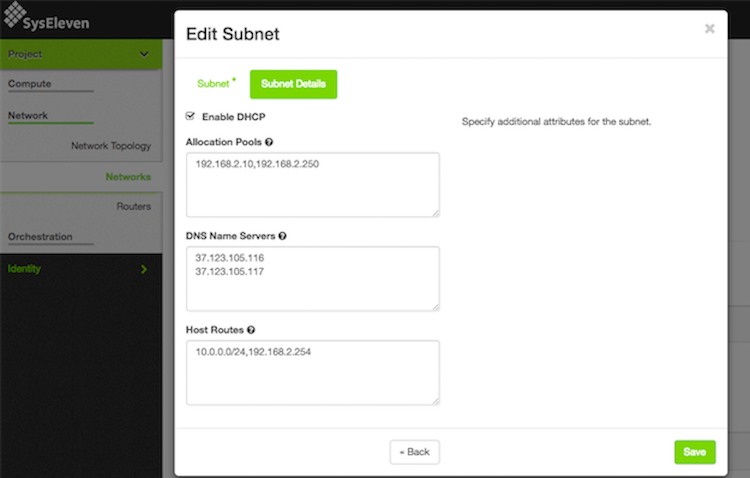 SysEleven
Project
Compute
Network
Network Topology
Networks
Routers
Orchestration
Identity
Edit Subnet
×
Subnet *
Subnet Details
Enable DHCP
Specify additional attributes for the subnet.
Allocation Pools
192.168.2.10,192.168.2.250
DNS Name Servers
37.123.105.116
37.123.105.117
Host Routes
10.0.0.0/24,192.168.2.254
« Back
Save